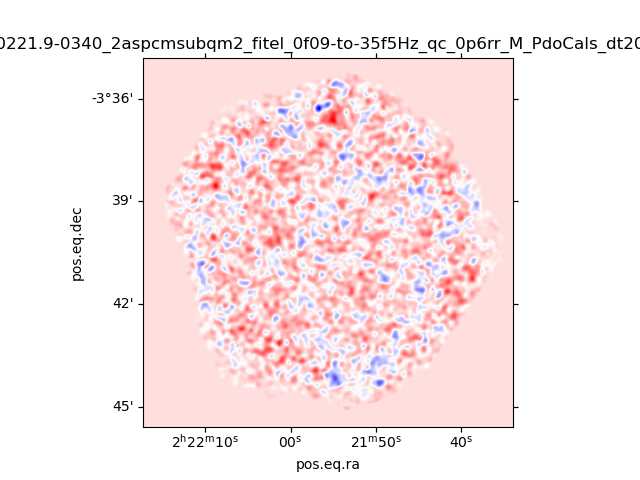 0221.9-0340_2aspcmsubqm2_fitel_0f09-to-35f5Hz_qc_0p6rr_M_PdoCals_dt20
-3°36'
39'
42'
45'
pos.eq.dec
2ʰ22ᵐ10ˢ 00ˢ 21ᵐ50ˢ 40ˢ
pos.eq.ra